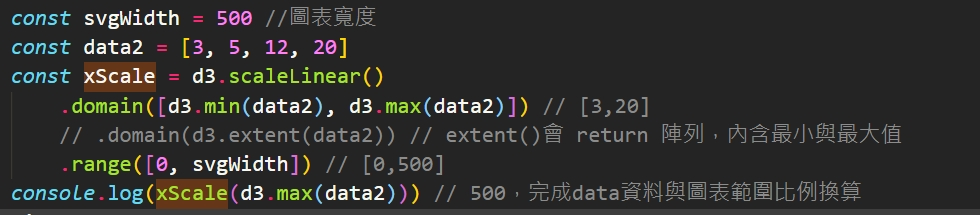 const svgWidth = 500 //圖表寬度
const data2 = [3, 5, 12, 20]
const xScale = d3.scaleLinear()
.domain([d3.min(data2), d3.max(data2)]) // [3,20]
// .domain(d3.extent(data2)) // extent()會 return 陣列，內含最小與最大值
.range([0, svgWidth]) // [0,500]
console.log(xScale(d3.max(data2))) // 500，完成data資料與圖表範圍比例換算